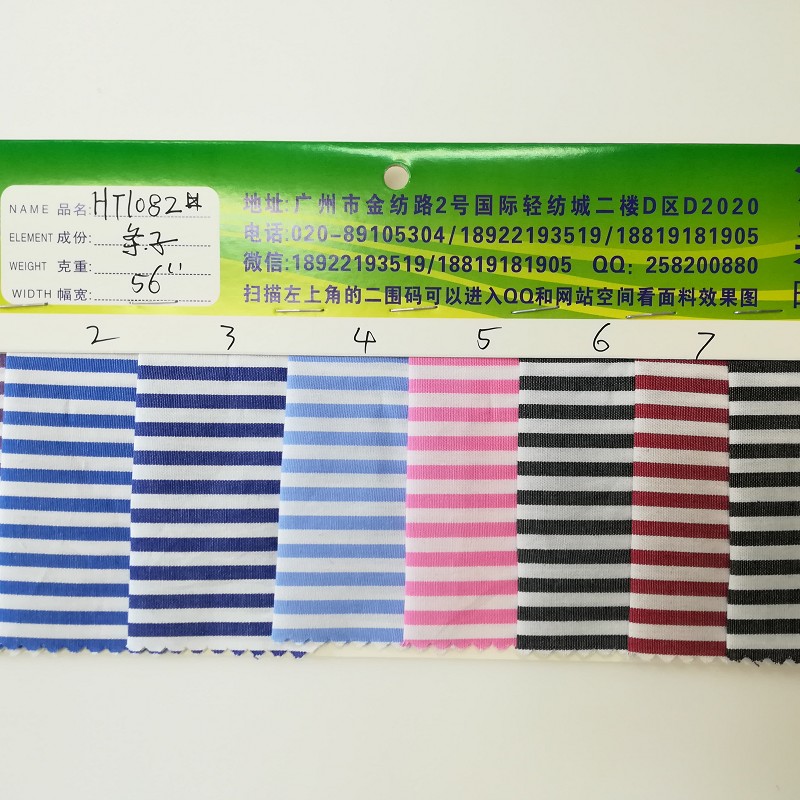 NAME 品名: HT1082#
ELEMENT 成份: 条子
WEIGHT 克重:
WIDTH 幅宽: 56"
地址:广州市金纺路2号国际轻纺城二楼D区D2020
电话:020-89105304/18922193519/18819181905
微信:18922193519/18819181905 QQ: 258200880
扫描左上角的二围码可以进入QQ和网站空间看面料效果图
2 3 4 5 6 7